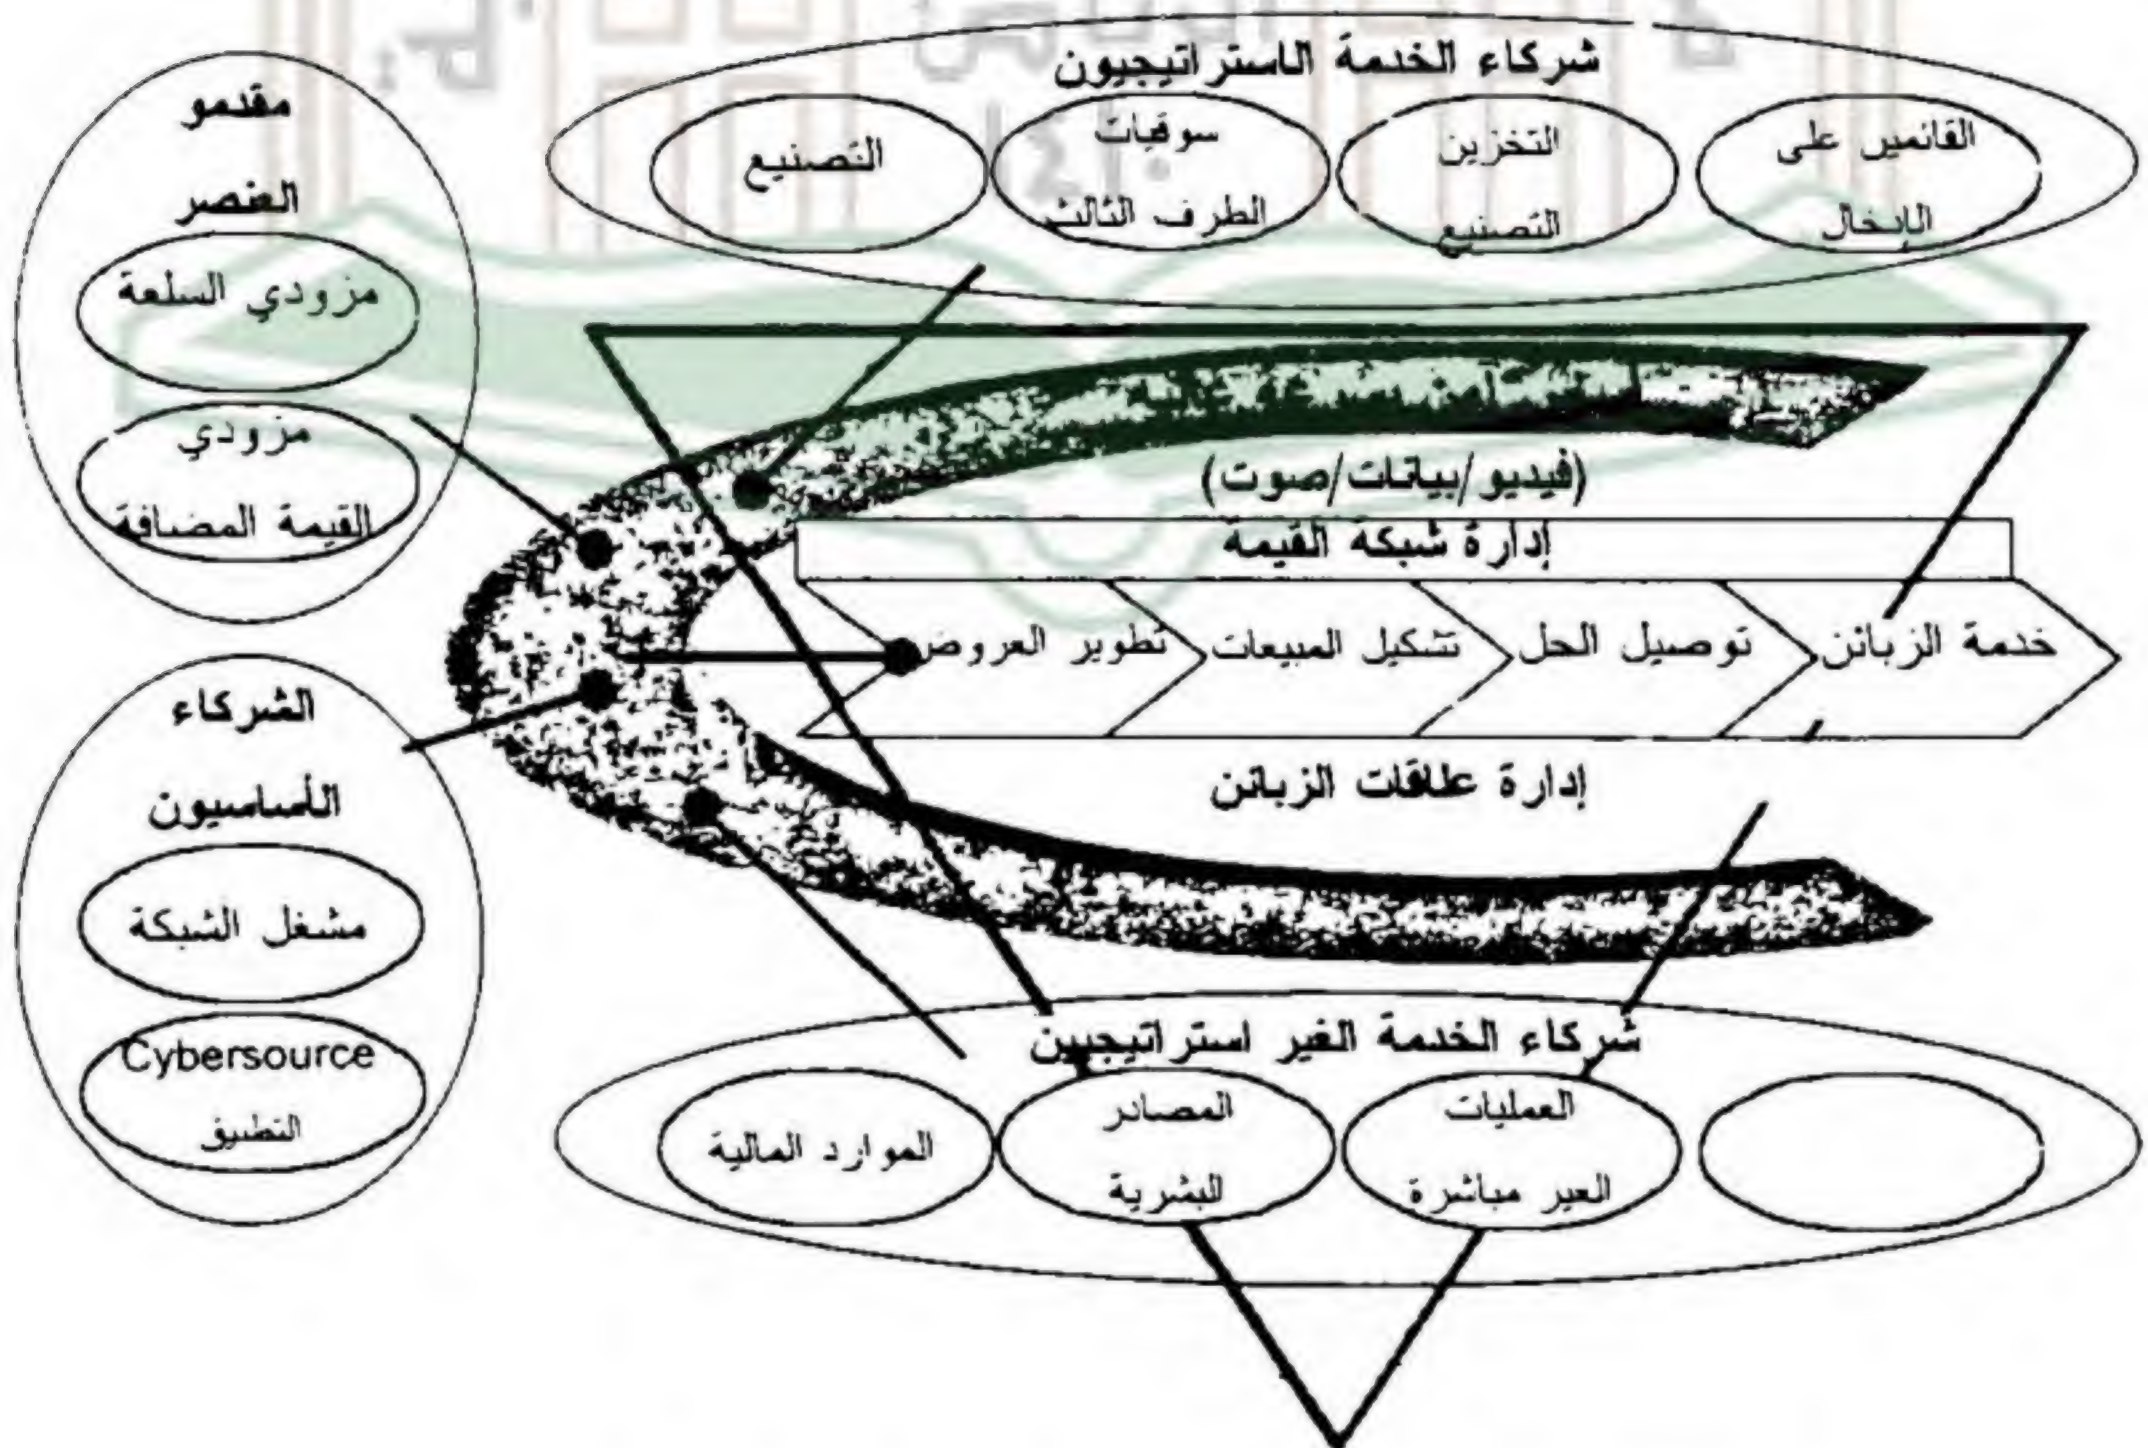 شركاء الخدمة الاستراتيجيون
القائمين على
الإدخال
التخزين
التصنيع
سوقيات
الطرف الثالث
التصنيع
مقدمو
العنصر
مزودي السلعة
مزودي
القيمة المضافة
(فيديو/بيانات/صوت)
إدارة شبكة القيمة
تطوير العروض
تشكيل المبيعات
توصيل الحل
خدمة الزبائن
إدارة علاقات الزبائن
الشركاء
الأساسيون
مشغل الشبكة
Cybersource
التطبيق
شركاء الخدمة الغير استراتيجيين
العمليات
الغير مباشرة
المصادر
البشرية
الموارد المالية